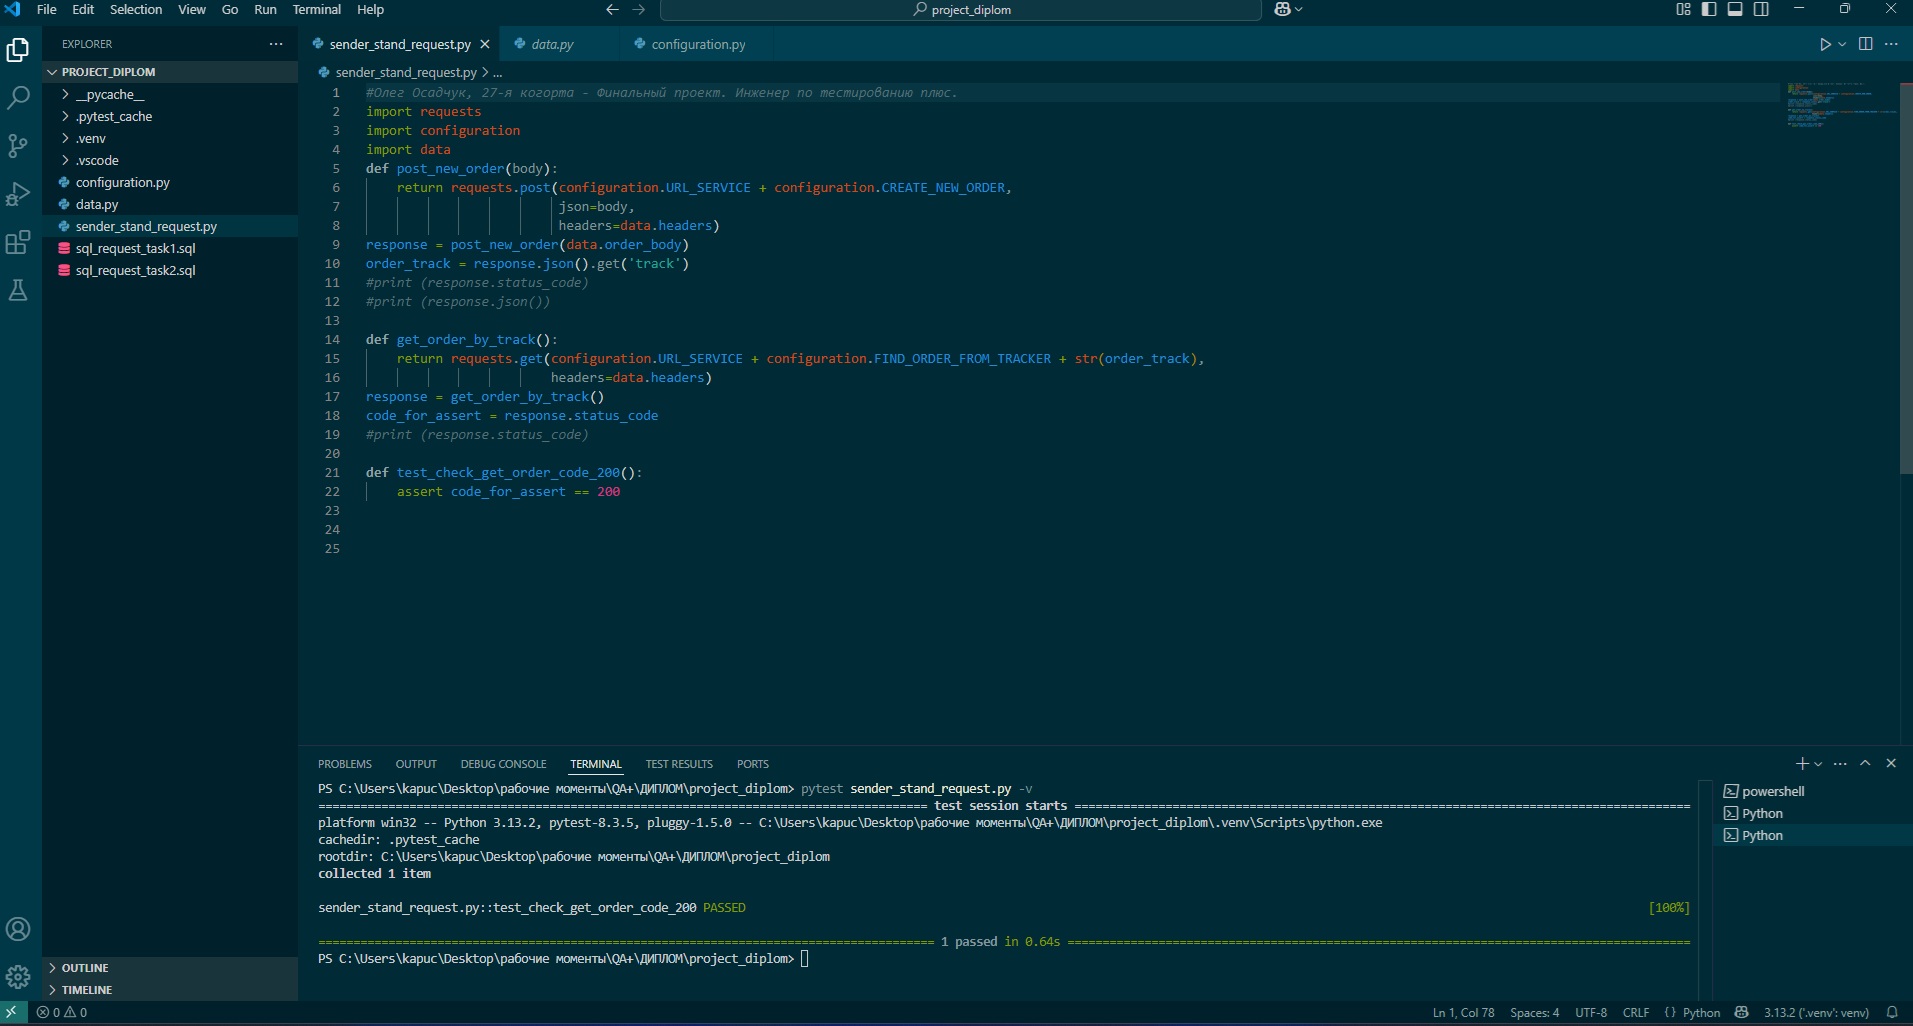 File Edit Selection View Go Run Terminal Help
project_diplom
EXPLORER
PROJECT_DIPLOM
__pycache__
.pytest_cache
.venv
.vscode
configuration.py
data.py
sender_stand_request.py
sql_request_task1.sql
sql_request_task2.sql
OUTLINE
TIMELINE
sender_stand_request.py data.py configuration.py
sender_stand_request.py > ...
1 #Олег Осадчук, 27-я когорта - Финальный проект. Инженер по тестированию плюс.
2 import requests
3 import configuration
4 import data
5 def post_new_order(body):
6 return requests.post(configuration.URL_SERVICE + configuration.CREATE_NEW_ORDER,
7 json=body,
8 headers=data.headers)
9 response = post_new_order(data.order_body)
10 order_track = response.json().get('track')
11 #print (response.status_code)
12 #print (response.json())
13
14 def get_order_by_track():
15 return requests.get(configuration.URL_SERVICE + configuration.FIND_ORDER_FROM_TRACKER + str(order_track),
16 headers=data.headers)
17 response = get_order_by_track()
18 code_for_assert = response.status_code
19 #print (response.status_code)
20
21 def test_check_get_order_code_200():
22 assert code_for_assert == 200
23
24
25
PROBLEMS OUTPUT DEBUG CONSOLE TERMINAL TEST RESULTS PORTS
PS C:\Users\kapuc\Desktop\рабочие моменты\QA+\ДИПЛОМ\project_diplom> pytest sender_stand_request.py -v
======= test session starts =======
platform win32 -- Python 3.13.2, pytest-8.3.5, pluggy-1.5.0 -- C:\Users\kapuc\Desktop\рабочие моменты\QA+\ДИПЛОМ\project_diplom\.venv\Scripts\python.exe
cachedir: .pytest_cache
rootdir: C:\Users\kapuc\Desktop\рабочие моменты\QA+\ДИПЛОМ\project_diplom
collected 1 item
sender_stand_request.py::test_check_get_order_code_200 PASSED [100%]
======= 1 passed in 0.64s =======
PS C:\Users\kapuc\Desktop\рабочие моменты\QA+\ДИПЛОМ\project_diplom>
powershell
Python
Python
0 0
Ln 1, Col 78 Spaces: 4 UTF-8 CRLF {} Python 3.13.2 ('.venv': venv)